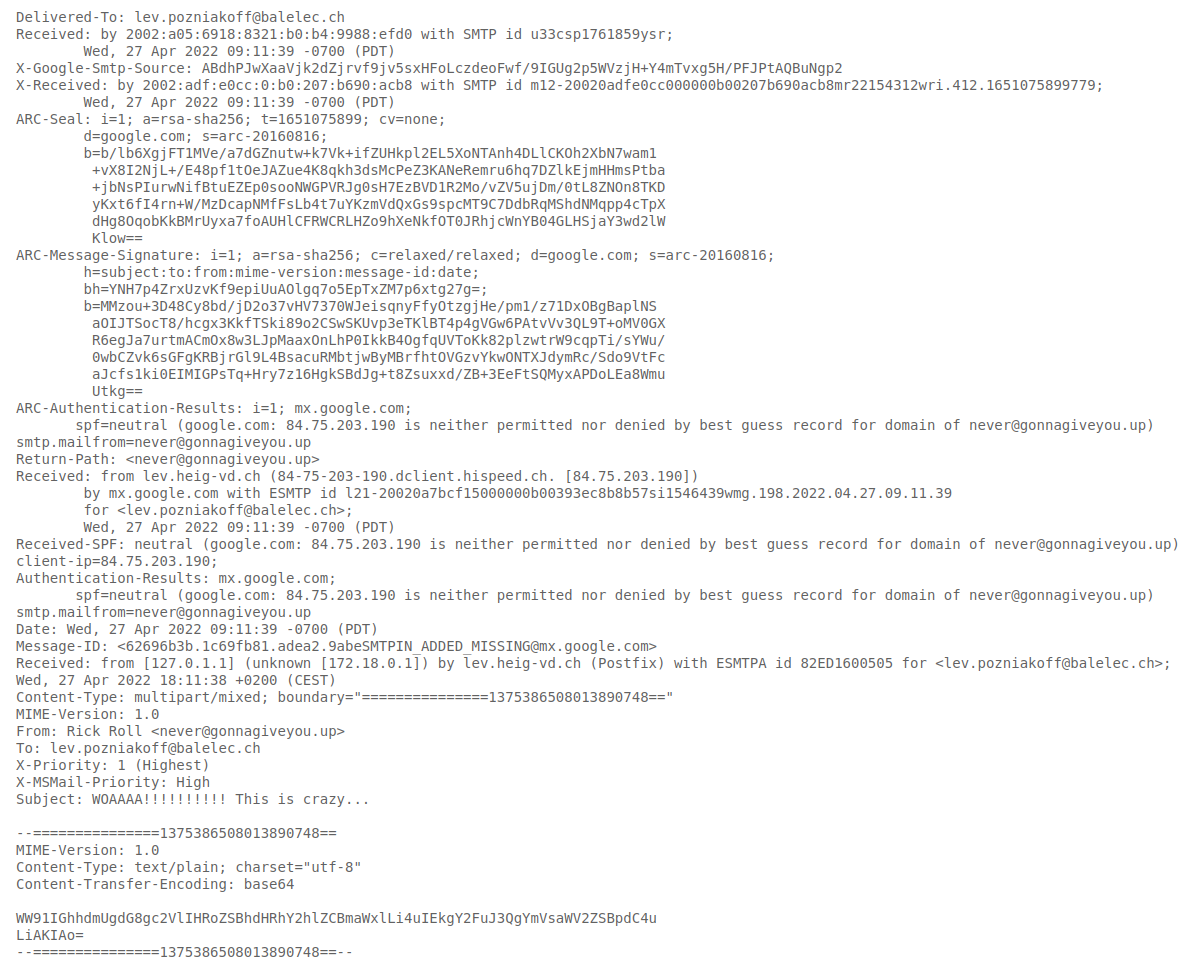 Delivered-To: lev.pozniakoff@balelec.ch
Received: by 2002:a05:6918:8321:b0:b4:9988:efd0 with SMTP id u33csp1761859ysr;
Wed, 27 Apr 2022 09:11:39 -0700 (PDT)
X-Google-Smtp-Source: ABdhPJwXaaVjk2dZjrvf9jv5sxHFoLczdeoFwf/9IGUg2p5WVzjH+Y4mTvxg5H/PFJPtAQBuNgp2
X-Received: by 2002:adf:e0cc:0:b0:207:b690:acb8 with SMTP id m12-20020adfe0cc000000b00207b690acb8mr22154312wri.412.1651075899779;
Wed, 27 Apr 2022 09:11:39 -0700 (PDT)
ARC-Seal: i=1; a=rsa-sha256; t=1651075899; cv=none;
d=google.com; s=arc-20160816;
b=b/lb6XgjFT1MVe/a7dGZnutw+k7Vk+ifZUHkpl2EL5XoNTAnh4DLlCKOh2XbN7wam1
+vX8I2NjL+/E48pf1tOeJAZue4K8qkh3dsMcPeZ3KANeRemru6hq7DZlkEjmHHmsPtba
+jbNsPIurwNifBtuEZEp0sooNWGPVRJg0sH7EzBVD1R2Mo/vZV5ujDm/0tL8ZNOn8TKD
yKxt6fI4rn+W/MzDcapNMfFsLb4t7uYKzmVdQxGs9spcMT9C7DdbRqMShdNMqpp4cTpX
dHg8OqobKkBMrUyxa7foAUHlCFRWCRLHZo9hXeNkfOT0JRhjcWnYB04GLHSjaY3wd2lW
Klow==
ARC-Message-Signature: i=1; a=rsa-sha256; c=relaxed/relaxed; d=google.com; s=arc-20160816;
h=subject:to:from:mime-version:message-id:date;
bh=YNH7p4ZrxUzvKf9epiUuAOlgq7o5EpTxZM7p6xtg27g=;
b=MMzou+3D48Cy8bd/jD2o37vHV7370WJeisqnyFfyOtzgjHe/pm1/z71DxOBgBaplNS
aOIJTSocT8/hcgx3KkfTSki89o2CSwSKUvp3eTKlBT4p4gVGw6PAtvVv3QL9T+oMV0GX
R6egJa7urtmACmOx8w3LJpMaaxOnLhP0IkkB4OgfqUVToKk82plzwtrW9cqpTi/sYWu/
0wbCZvk6sGFgKRBjrGl9L4BsacuRMbtjwByMBrfhtOVGzvYkwONTXJdymRc/Sdo9VtFc
aJcfs1ki0EIMIGPsTq+Hry7z16HgkSBdJg+t8Zsuxxd/ZB+3EeFtSQMyxAPDoLEa8Wmu
Utkg==
ARC-Authentication-Results: i=1; mx.google.com;
spf=neutral (google.com: 84.75.203.190 is neither permitted nor denied by best guess record for domain of never@gonnagiveyou.up)
smtp.mailfrom=never@gonnagiveyou.up
Return-Path: <never@gonnagiveyou.up>
Received: from lev.heig-vd.ch (84-75-203-190.dclient.hispeed.ch. [84.75.203.190])
by mx.google.com with ESMTP id l21-20020a7bcf15000000b00393ec8b8b57si1546439wmg.198.2022.04.27.09.11.39
for <lev.pozniakoff@balelec.ch>;
Wed, 27 Apr 2022 09:11:39 -0700 (PDT)
Received-SPF: neutral (google.com: 84.75.203.190 is neither permitted nor denied by best guess record for domain of never@gonnagiveyou.up)
client-ip=84.75.203.190;
Authentication-Results: mx.google.com;
spf=neutral (google.com: 84.75.203.190 is neither permitted nor denied by best guess record for domain of never@gonnagiveyou.up)
smtp.mailfrom=never@gonnagiveyou.up
Date: Wed, 27 Apr 2022 09:11:39 -0700 (PDT)
Message-ID: <62696b3b.1c69fb81.adea2.9abeSMTPIN_ADDED_MISSING@mx.google.com>
Received: from [127.0.1.1] (unknown [172.18.0.1]) by lev.heig-vd.ch (Postfix) with ESMTPA id 82ED1600505 for <lev.pozniakoff@balelec.ch>;
Wed, 27 Apr 2022 18:11:38 +0200 (CEST)
Content-Type: multipart/mixed; boundary="===============1375386508013890748=="
MIME-Version: 1.0
From: Rick Roll <never@gonnagiveyou.up>
To: lev.pozniakoff@balelec.ch
X-Priority: 1 (Highest)
X-MSMail-Priority: High
Subject: WOAAAA!!!!!!!!!! This is crazy...
--===============1375386508013890748==
MIME-Version: 1.0
Content-Type: text/plain; charset="utf-8"
Content-Transfer-Encoding: base64
WW91IGhhdmUgdG8gc2VlIHRoZSBhdHRhY2hlZCBmaWxlLi4uIEkgY2FuJ3QgYmVsaWV2ZSBpdC4u
LiAKIAo=
--===============1375386508013890748==--